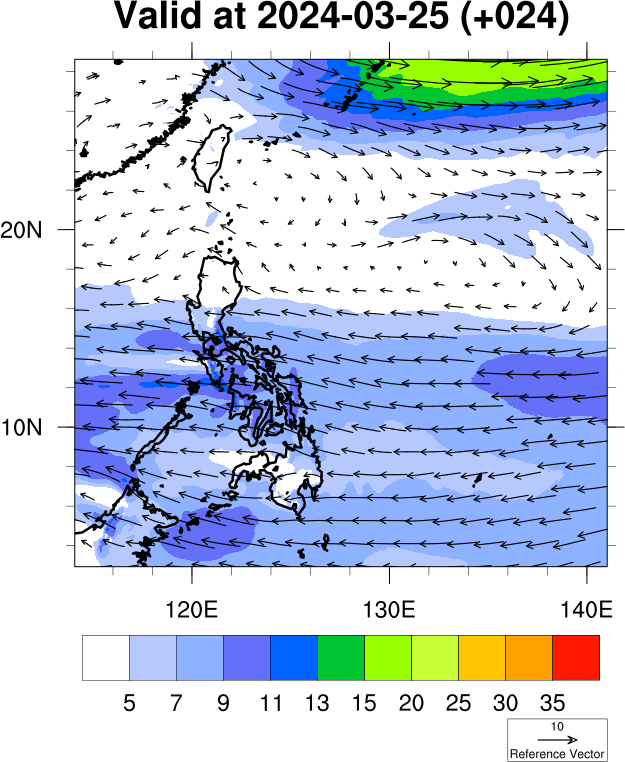 Valid at 2024-03-25 (+024)
20N
10N
120E 130E 140E
5 7 9 11 13 15 20 25 30 35
10
Reference Vector